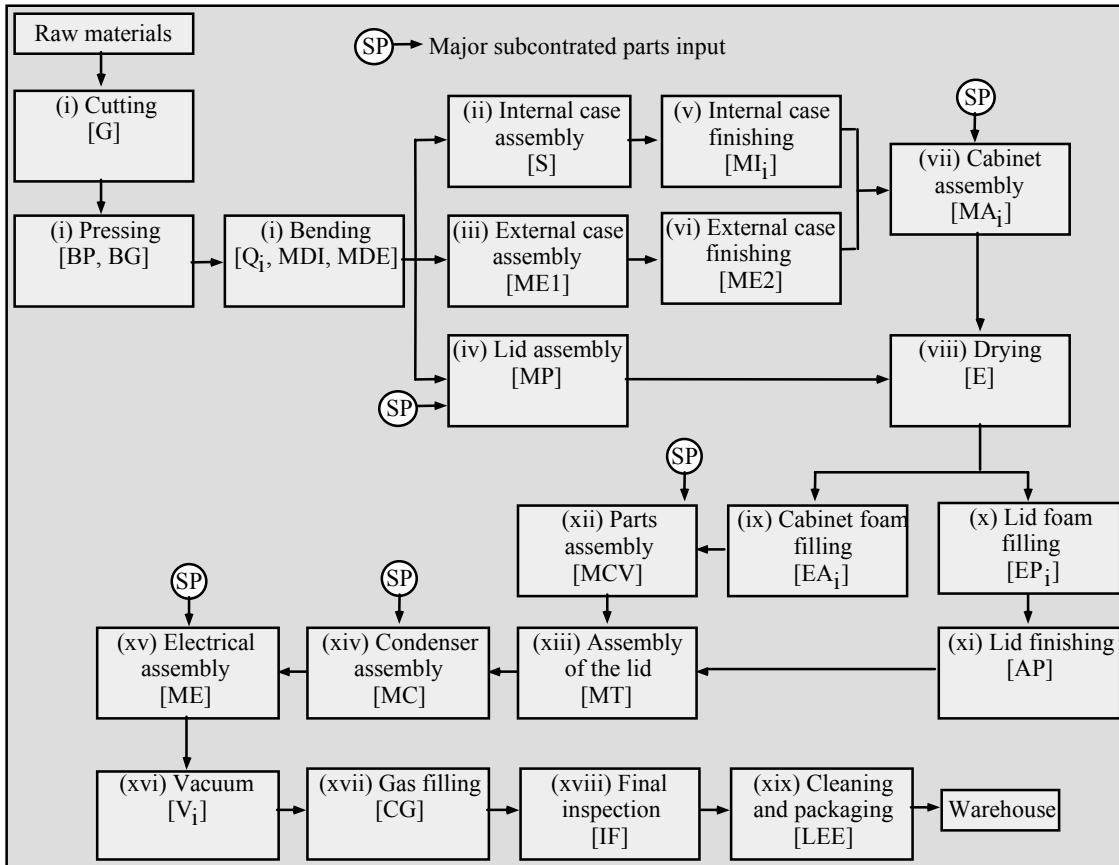 Raw materials
SP
Major subcontrated parts input
(i) Cutting
[G]
(ii) Internal case
assembly
[S]
(v) Internal case
finishing
[MIi]
SP
(vii) Cabinet
assembly
[MAi]
(i) Pressing
[BP, BG]
(i) Bending
[Qi, MDI, MDE]
(iii) External case
assembly
[ME1]
(vi) External case
finishing
[ME2]
(iv) Lid assembly
[MP]
SP
(viii) Drying
[E]
SP
(xii) Parts
assembly
[MCV]
(ix) Cabinet foam
filling
[EAi]
(x) Lid foam
filling
[EPi]
SP
SP
(xv) Electrical
assembly
[ME]
(xiv) Condenser
assembly
[MC]
(xiii) Assembly
of the lid
[MT]
(xi) Lid finishing
[AP]
(xvi) Vacuum
[Vi]
(xvii) Gas filling
[CG]
(xviii) Final
inspection
[IF]
(xix) Cleaning
and packaging
[LEE]
Warehouse